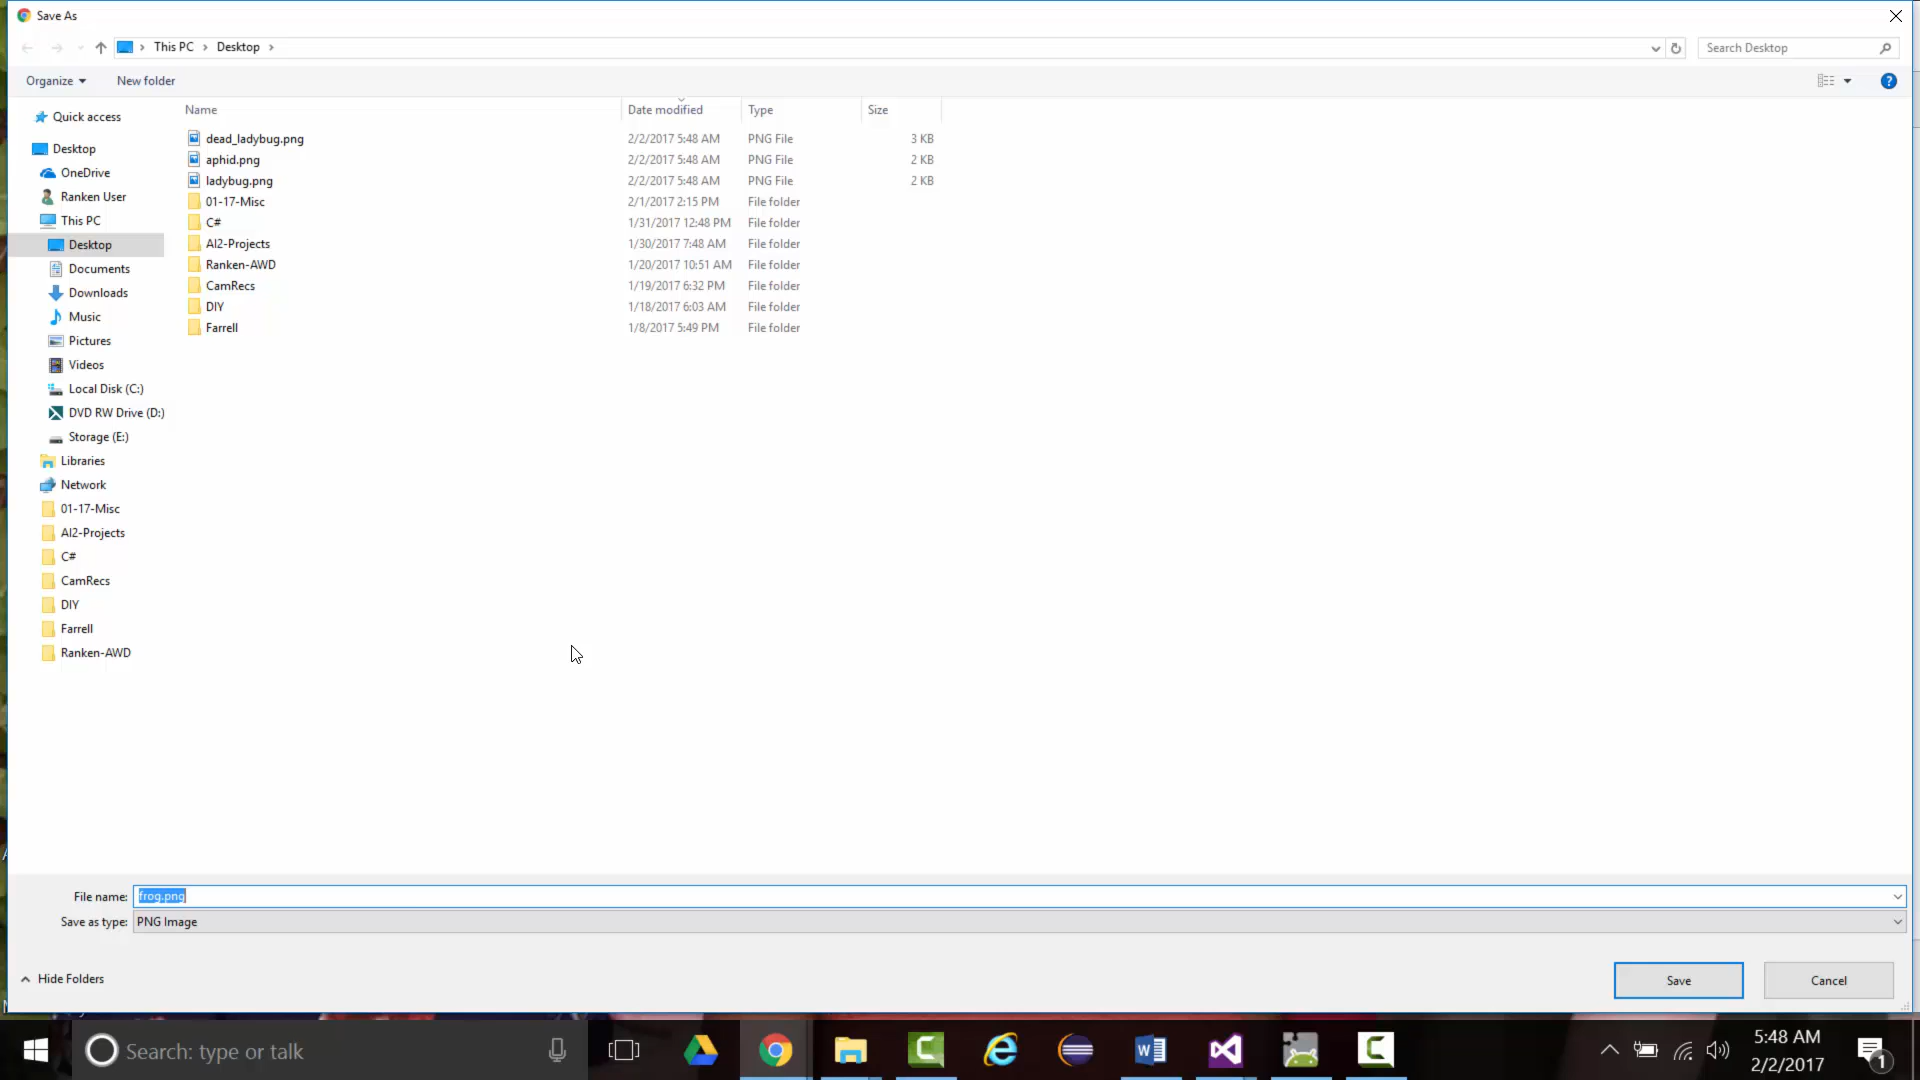 Save As
This PC > Desktop >
Search Desktop
Organize
New folder
Name Date modified Type Size
dead_ladybug.png 2/2/2017 5:48 AM PNG File 3 KB
aphid.png 2/2/2017 5:48 AM PNG File 2 KB
ladybug.png 2/2/2017 5:48 AM PNG File 2 KB
01-17-Misc 2/1/2017 2:15 PM File folder
C# 1/31/2017 12:48 PM File folder
AI2-Projects 1/30/2017 7:48 AM File folder
Ranken-AWD 1/20/2017 10:51 AM File folder
CamRecs 1/19/2017 6:32 PM File folder
DIY 1/18/2017 6:03 AM File folder
Farrell 1/8/2017 5:49 PM File folder
Quick access
Desktop
OneDrive
Ranken User
This PC
Desktop
Documents
Downloads
Music
Pictures
Videos
Local Disk (C:)
DVD RW Drive (D:)
Storage (E:)
Libraries
Network
01-17-Misc
AI2-Projects
C#
CamRecs
DIY
Farrell
Ranken-AWD
File name: frog.png
Save as type: PNG Image
Hide Folders
Save
Cancel
Search: type or talk
5:48 AM
2/2/2017
1